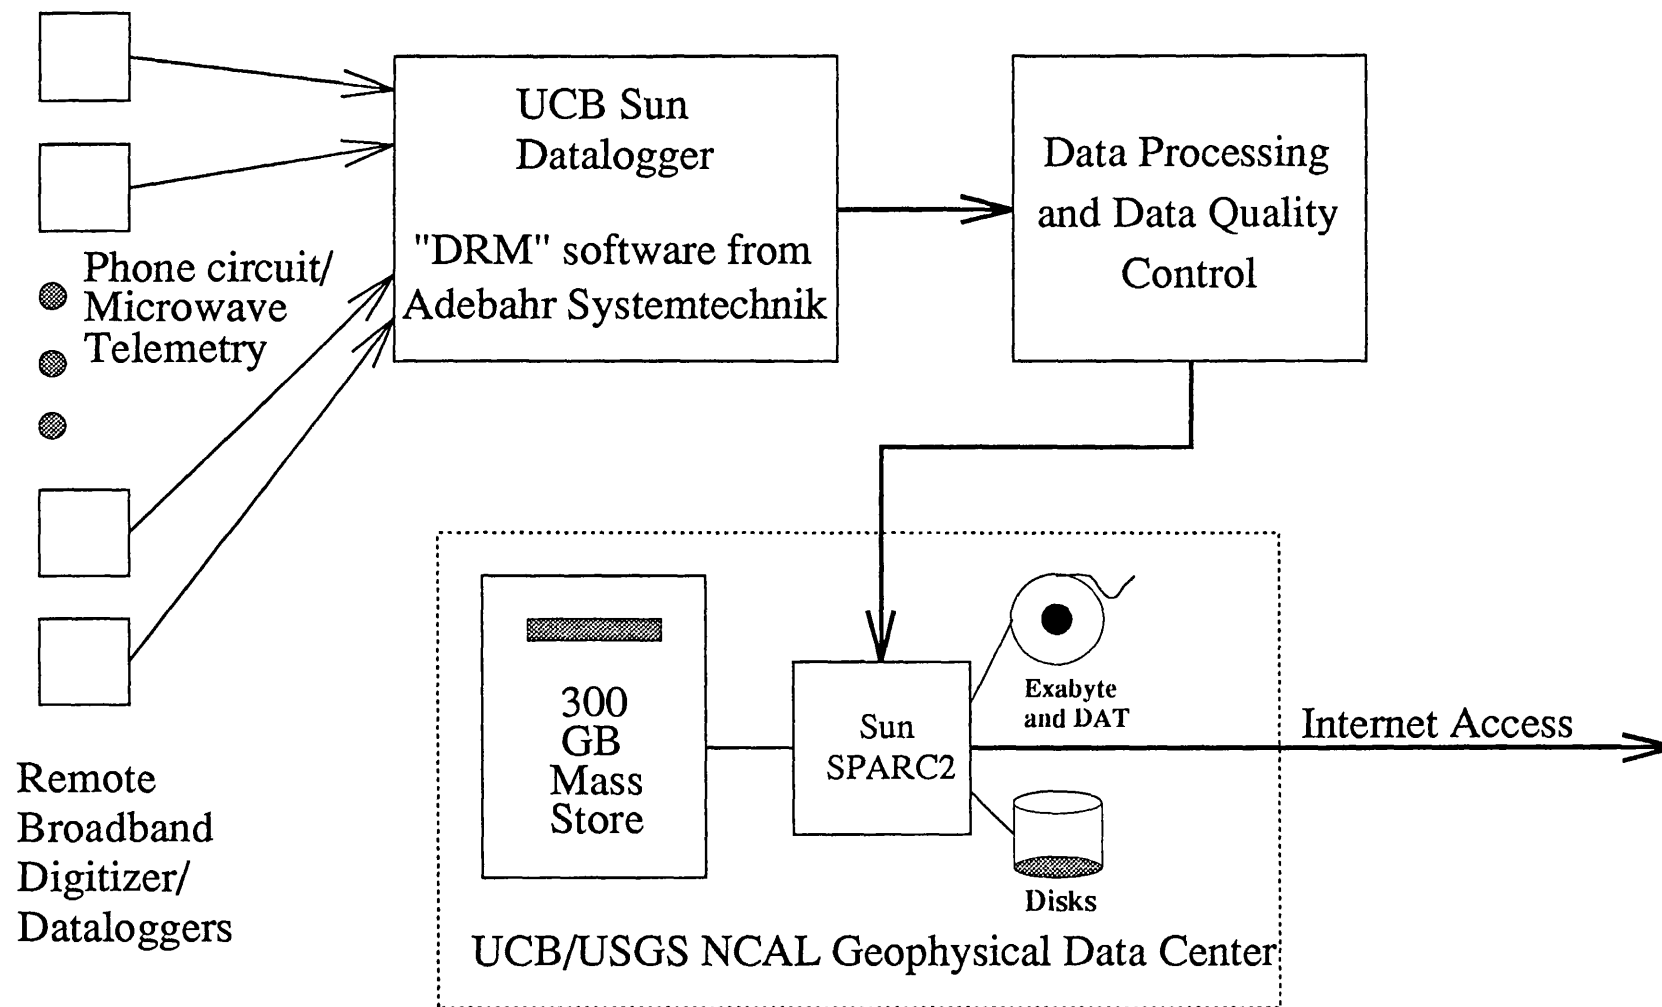 UCB Sun
Datalogger
"DRM" software from
Adebahr Systemtechnik
Data Processing
and Data Quality
Control
Phone circuit/
Microwave
Telemetry
Remote
Broadband
Digitizer/
Dataloggers
300
GB
Mass
Store
Sun
SPARC2
Exabyte
and DAT
Disks
Internet Access
UCB/USGS NCAL Geophysical Data Center